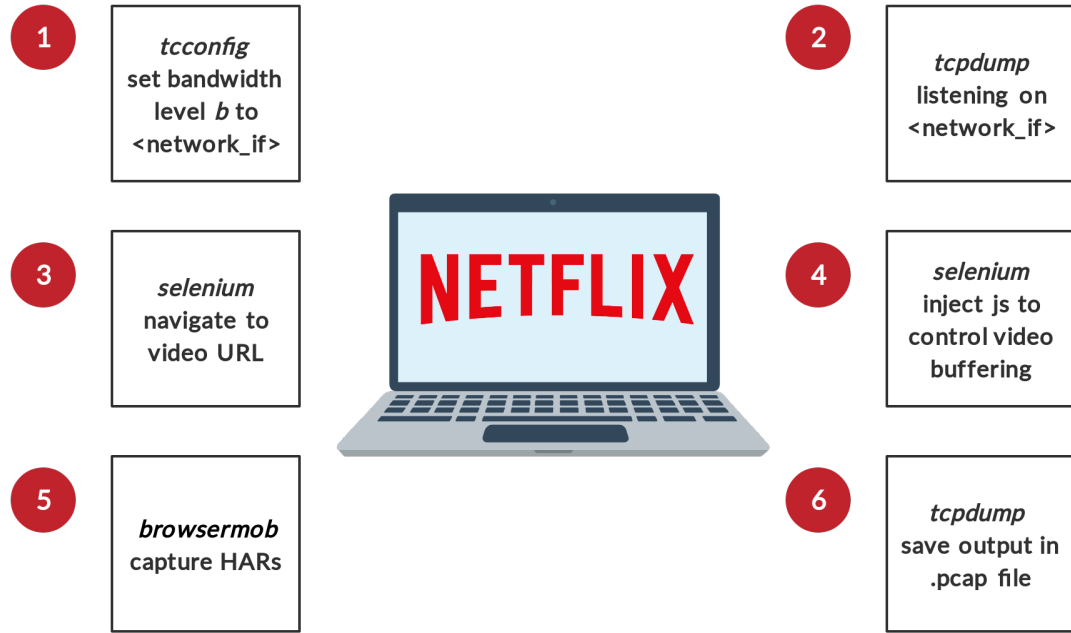 1
tcconfig
set bandwidth
level b to
<network_if>
2
tcpdump
listening on
<network_if>
3
selenium
navigate to
video URL
NETFLIX
4
selenium
inject js to
control video
buffering
5
browsermob
capture HARs
6
tcpdump
save output in
.pcap file